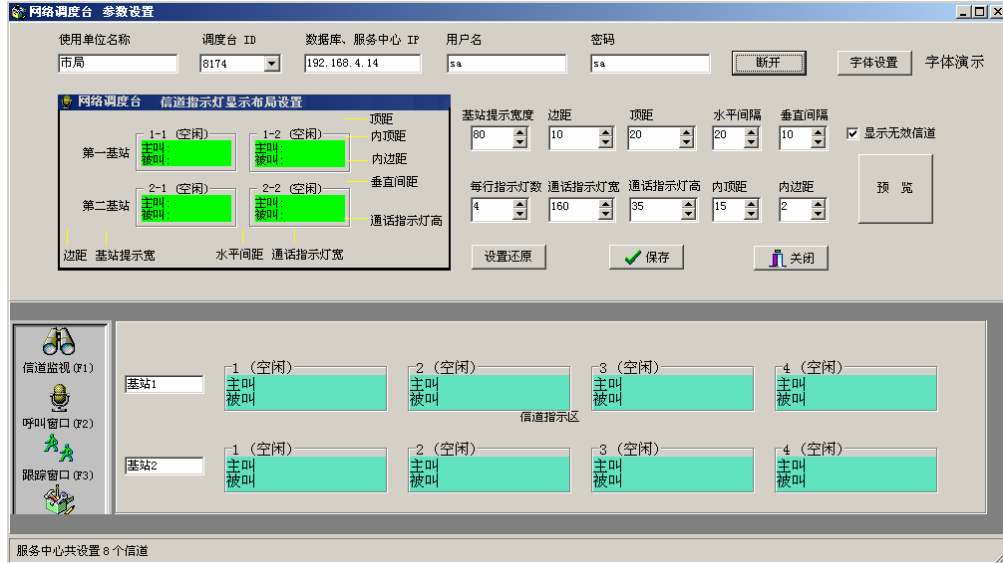 网络调度台 参数设置
使用单位名称 调度台 ID 数据库、服务中心 IP 用户名 密码
市局 8174 192.168.4.14 sa sa 断开 字体设置 字体演示
网络调度台 信道指示灯显示布局设置
顶距
1-1 (空闲) 1-2 (空闲) 内顶距
第一基站 主叫: 主叫:
被叫: 被叫: 内边距
垂直间距
2-1 (空闲) 2-2 (空闲)
第二基站 主叫: 主叫:
被叫: 被叫: 通话指示灯高
边距 基站提示宽 水平间距 通话指示灯宽
基站提示宽度 边距 顶距 水平间隔 垂直间隔
80 10 20 20 10 显示无效信道
每行指示灯数 通话指示灯宽 通话指示灯高 内顶距 内边距 预 览
4 160 35 15 2
设置还原 保存 关闭
信道监视(F1)
呼叫窗口(F2)
跟踪窗口(F3)
1 (空闲) 2 (空闲) 3 (空闲) 4 (空闲)
基站1 主叫 主叫 主叫 主叫
被叫 被叫 被叫 被叫
信道指示区
1 (空闲) 2 (空闲) 3 (空闲) 4 (空闲)
基站2 主叫 主叫 主叫 主叫
被叫 被叫 被叫 被叫
服务中心共设置 8 个信道